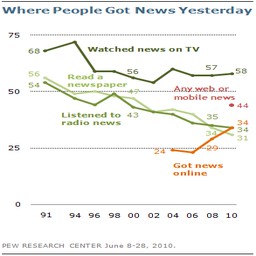 Where People Got News Yesterday
75
68
Watched news on TV
56
57
58
Read a
newspaper
Any web or
mobile news
56
54
50
47
44
Listened to
radio news
43
35
34
34
34
31
25
24
29
Got news
online
0
91 94 96 98 00 02 04 06 08 10
PEW RESEARCH CENTER June 8-28, 2010.